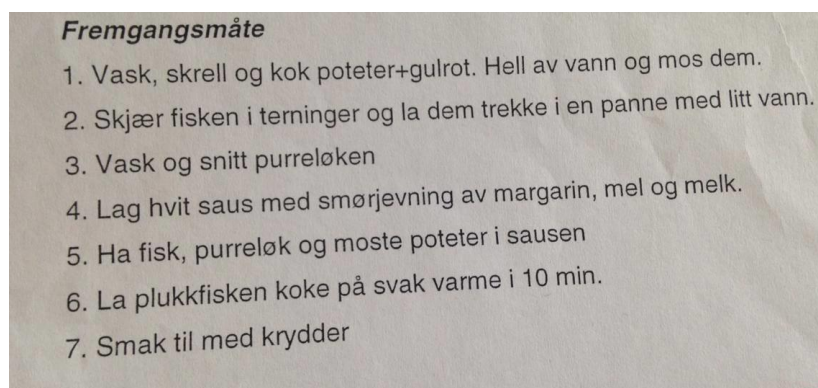 Fremgangsmåte
1. Vask, skrell og kok poteter+gulrot. Hell av vann og mos dem.
2. Skjær fisken i terninger og la dem trekke i en panne med litt vann.
3. Vask og snitt purreløken
4. Lag hvit saus med smørjevning av margarin, mel og melk.
5. Ha fisk, purreløk og moste poteter i sausen
6. La plukkfisken koke på svak varme i 10 min.
7. Smak til med krydder